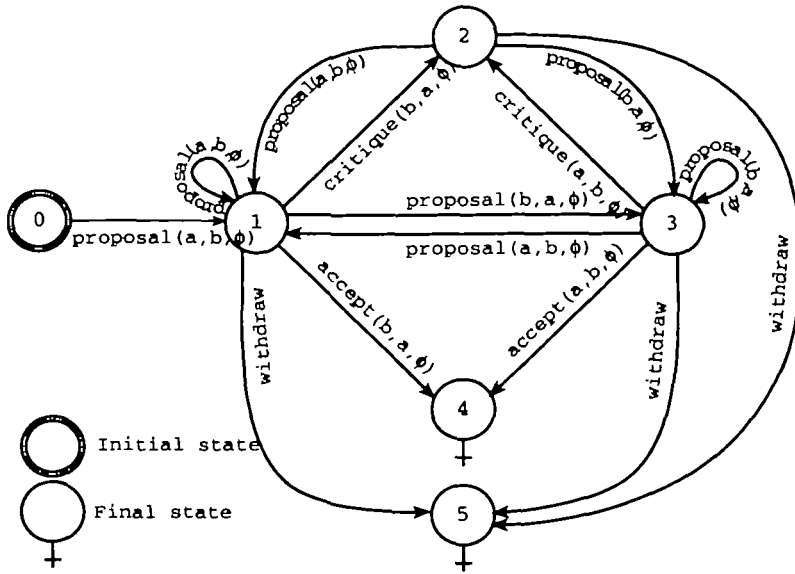 2
proposal(a,b,ϕ)
proposal(b,a,ϕ)
critique(b,a,ϕ)
critique(a,b,ϕ)
proposal(a,b,ϕ)
proposal(b,a,ϕ)
0
1
3
proposal(a,b,ϕ)
proposal(b,a,ϕ)
proposal(a,b,ϕ)
accept(b,a,ϕ)
accept(a,b,ϕ)
withdraw
withdraw
withdraw
4
Initial state
5
Final state